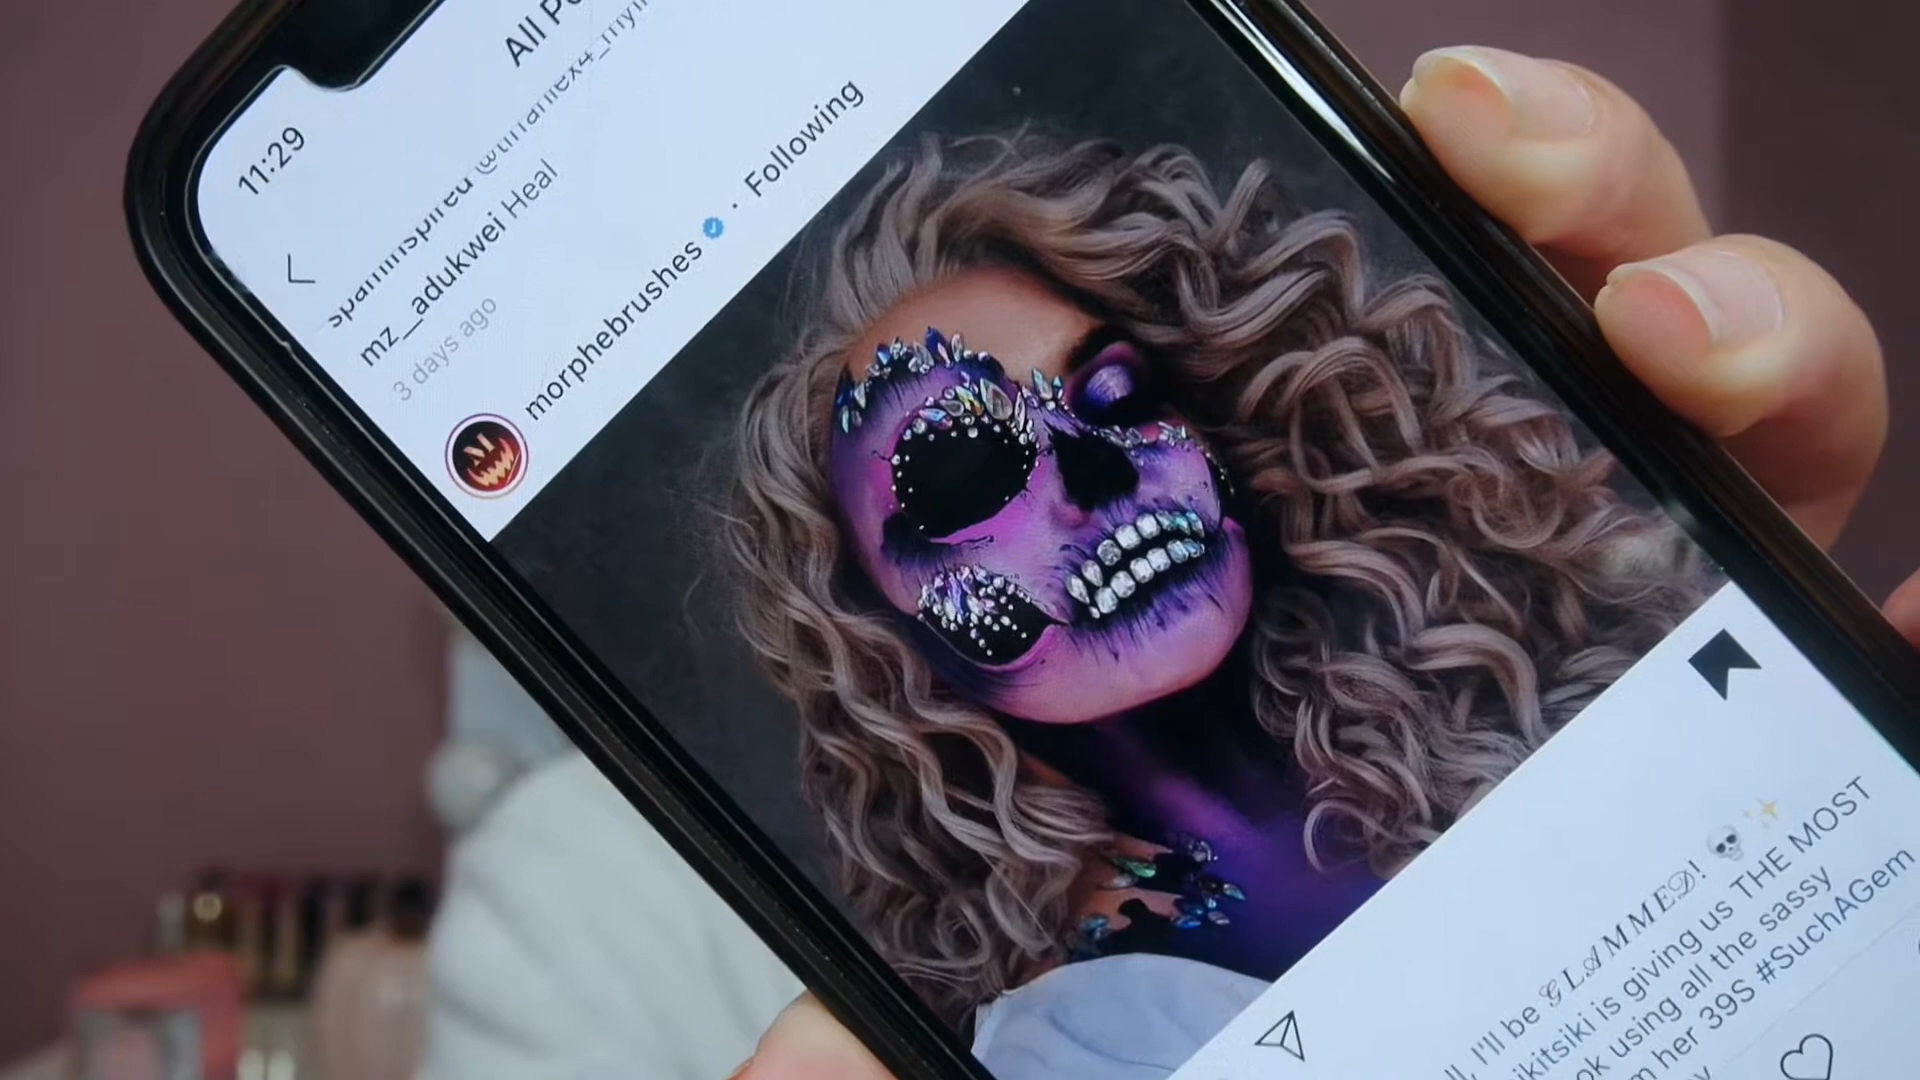 11:29
All
mz_adukwei Heal
3 days ago
morphebrushes · Following
I'll be GLAMMED! 💀✨
is giving us THE MOST
using all the sassy
her 39S #SuchAGem